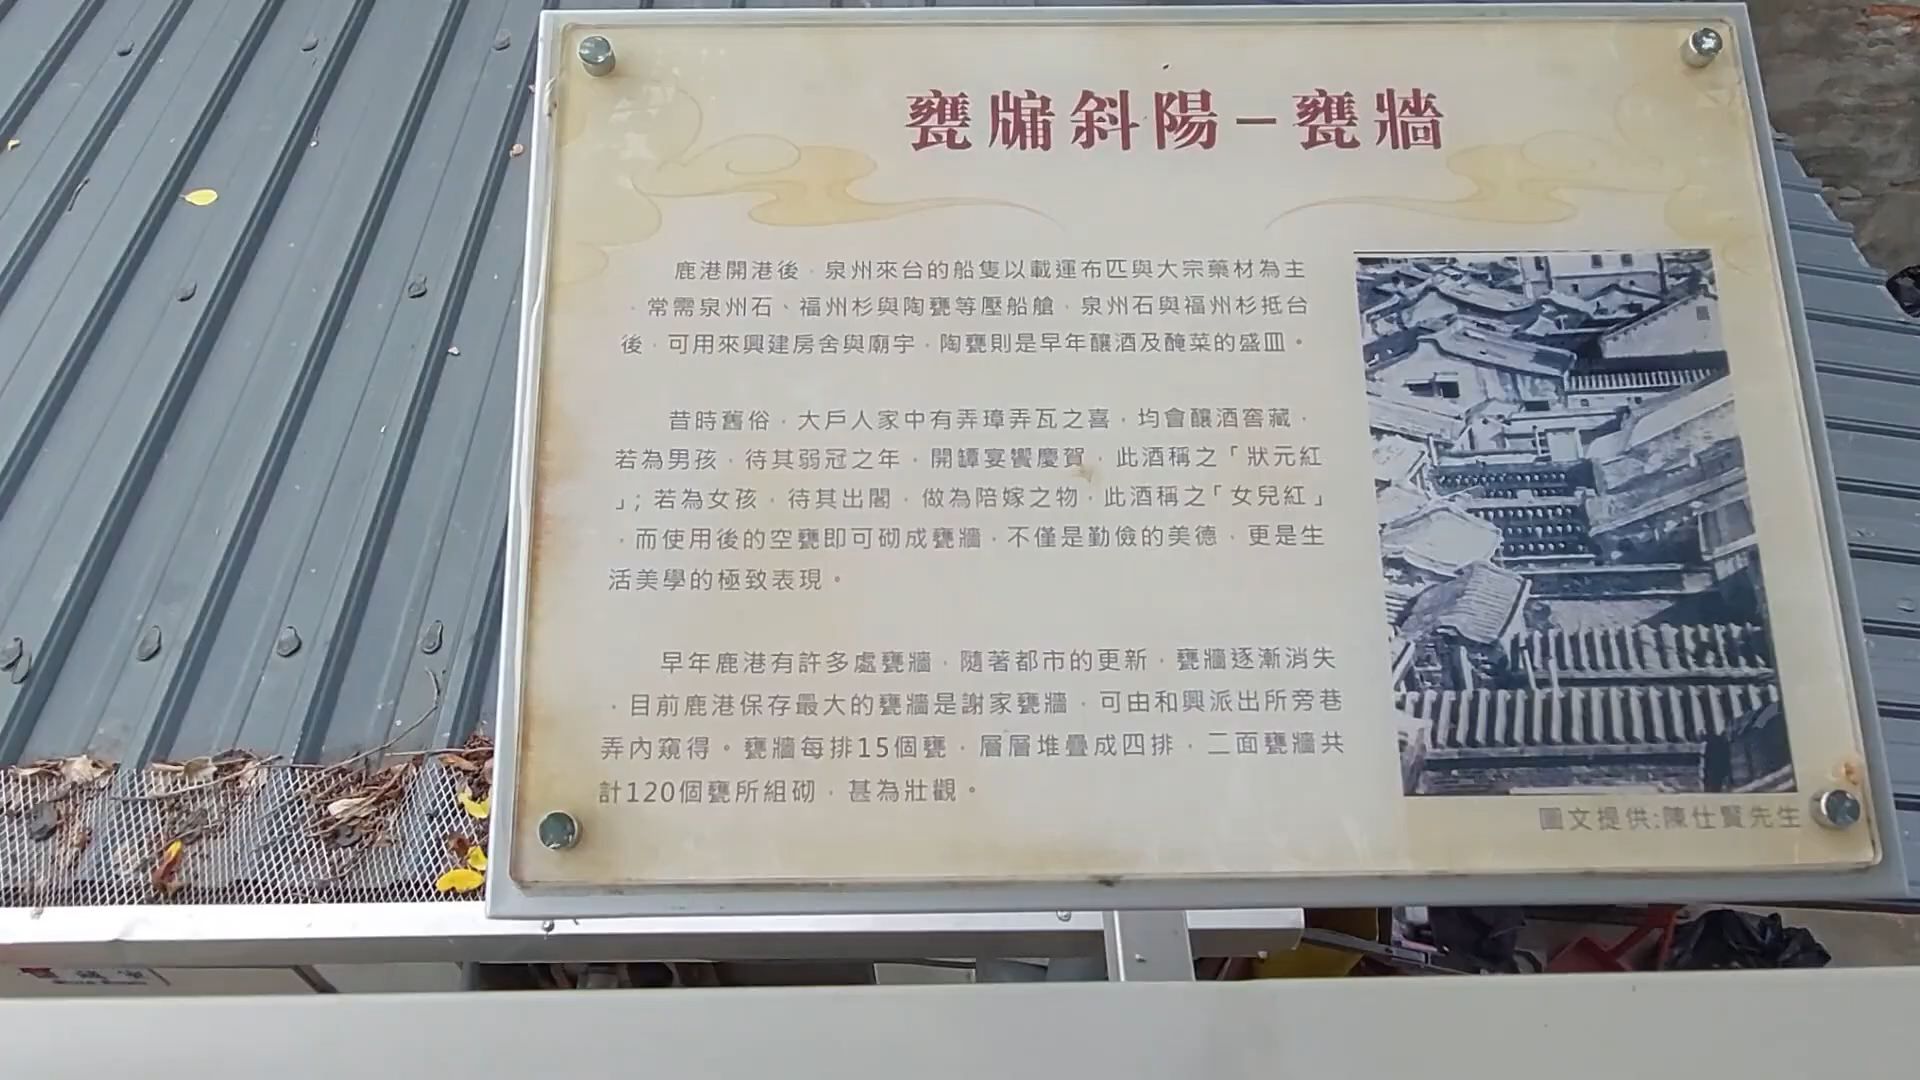 甕牖斜陽－甕牆
鹿港開港後，泉州來台的船隻以載運布匹與大宗藥材為主
，常需泉州石、福州杉與陶甕等壓船艙，泉州石與福州杉抵台
後，可用來興建房舍與廟宇，陶甕則是早年釀酒及醃菜的盛皿。
昔時舊俗，大戶人家中有弄璋弄瓦之喜，均會釀酒窖藏，
若為男孩，待其弱冠之年，開罈宴饗慶賀，此酒稱之「狀元紅
」；若為女孩，待其出閣，做為陪嫁之物，此酒稱之「女兒紅」
，而使用後的空甕即可砌成甕牆，不僅是勤儉的美德，更是生
活美學的極致表現。
早年鹿港有許多處甕牆，隨著都市的更新，甕牆逐漸消失
，目前鹿港保存最大的甕牆是謝家甕牆，可由和興派出所旁巷
弄內窺得。甕牆每排15個甕，層層堆疊成四排，二面甕牆共
計120個甕所組砌，甚為壯觀。
圖文提供:陳仕賢先生